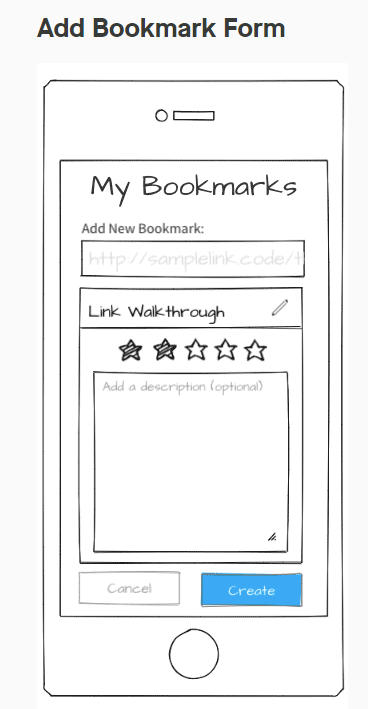 Add Bookmark Form
My Bookmarks
Add New Bookmark:
http://samplelink.code/t
Link Walkthrough
Add a description (optional)
Cancel
Create